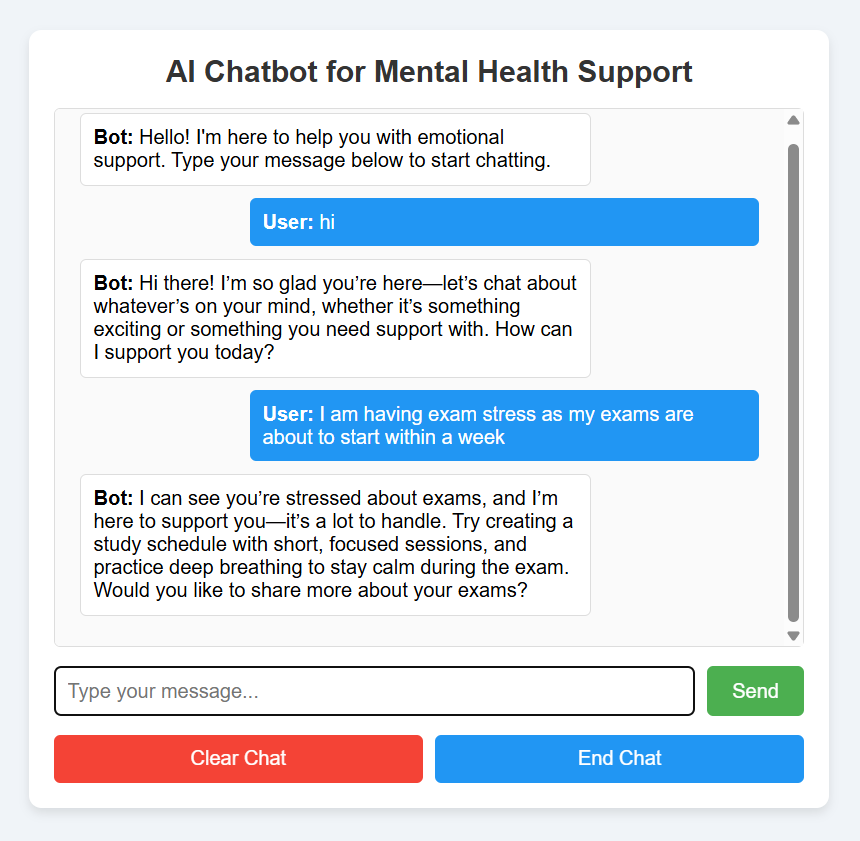 AI Chatbot for Mental Health Support
Bot: Hello! I'm here to help you with emotional
support. Type your message below to start chatting.
User: hi
Bot: Hi there! I’m so glad you’re here—let’s chat about
whatever’s on your mind, whether it’s something
exciting or something you need support with. How can
I support you today?
User: I am having exam stress as my exams are
about to start within a week
Bot: I can see you’re stressed about exams, and I’m
here to support you—it’s a lot to handle. Try creating a
study schedule with short, focused sessions, and
practice deep breathing to stay calm during the exam.
Would you like to share more about your exams?
Type your message...
Send
Clear Chat
End Chat